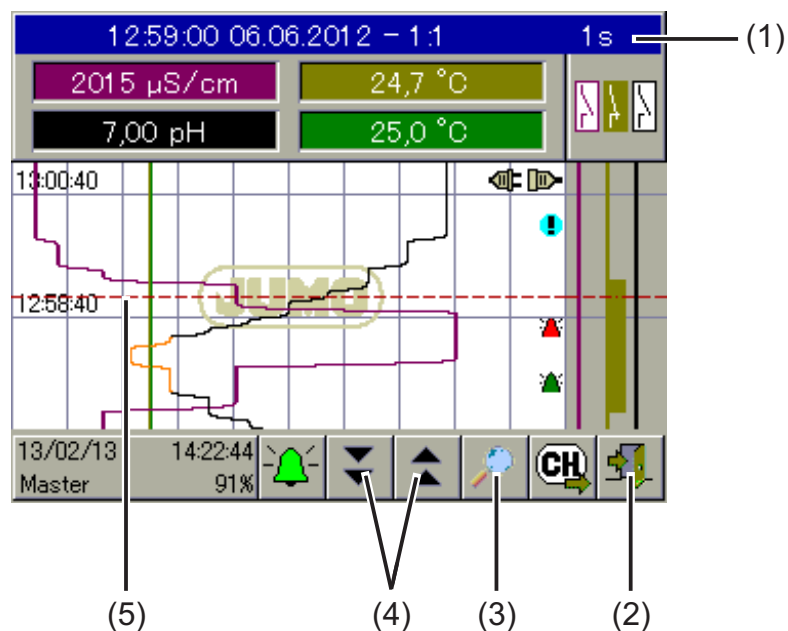 12:59:00 06.06.2012 – 1:1 1s (1)
2015 µS/cm 24,7 °C
7,00 pH 25,0 °C
13:00:40
JUMO
12:58:40
13/02/13 14:22:44 CH
Master 91%
(5) (4) (3) (2)